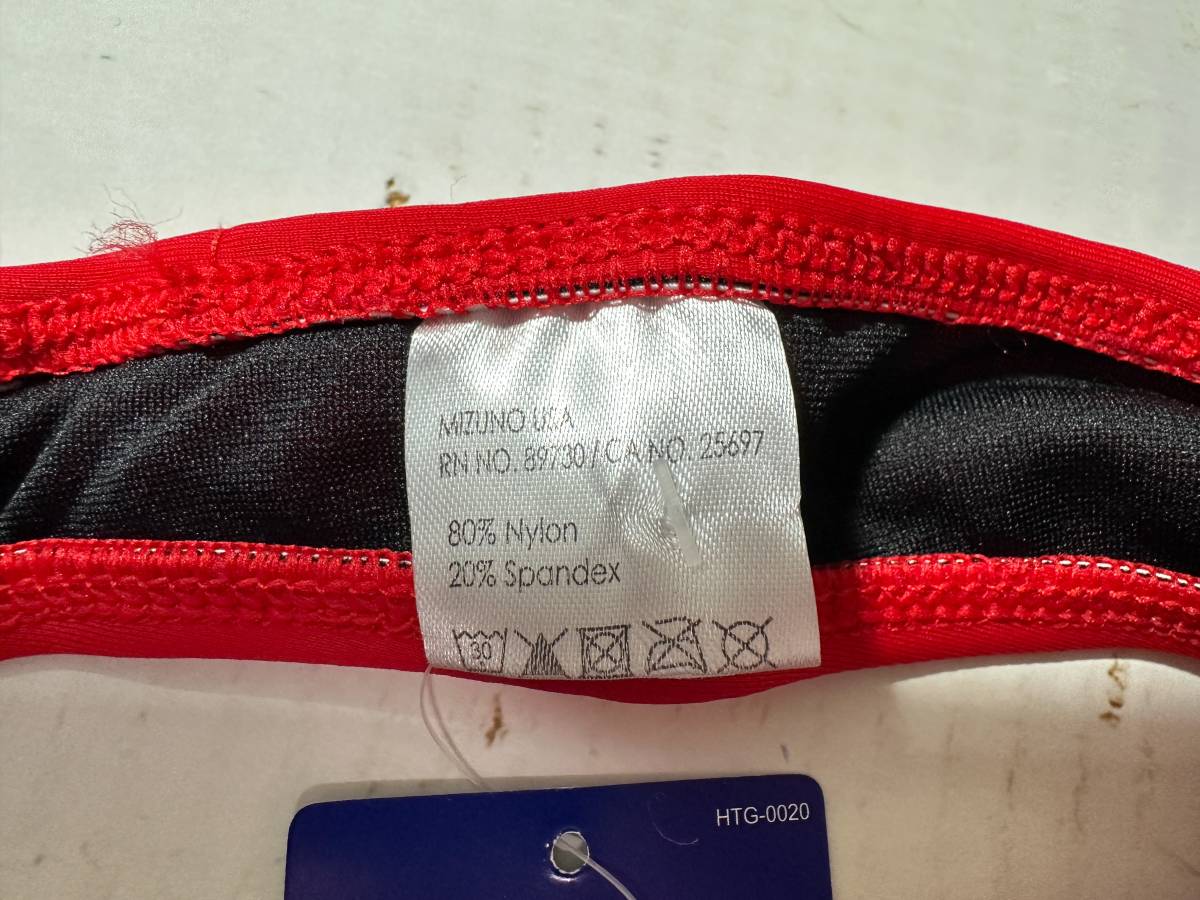 MIZUNO USA
RN NO. 89730 / CA NO. 25697
80% Nylon
20% Spandex
30
HTG-0020